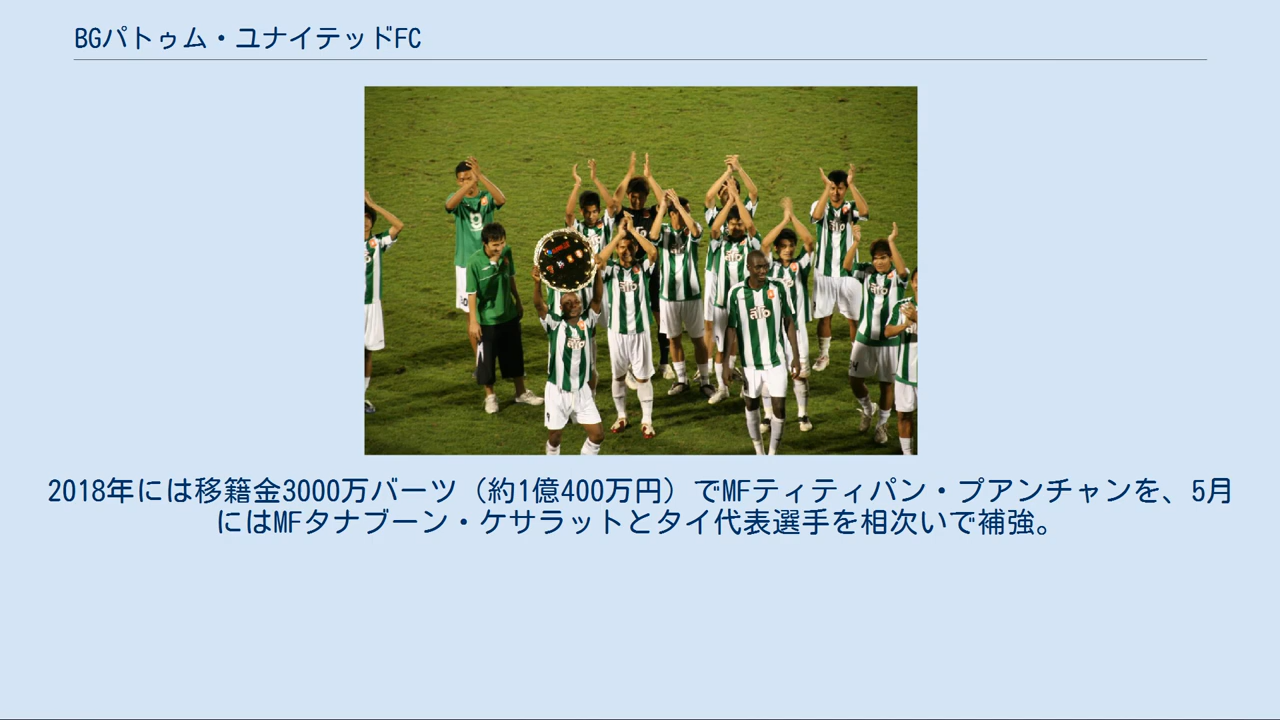 BGパトゥム・ユナイテッドFC
2018年には移籍金3000万バーツ（約1億400万円）でMFティティパン・プアンチャンを、5月
にはMFタナブーン・ケサラットとタイ代表選手を相次いで補強。